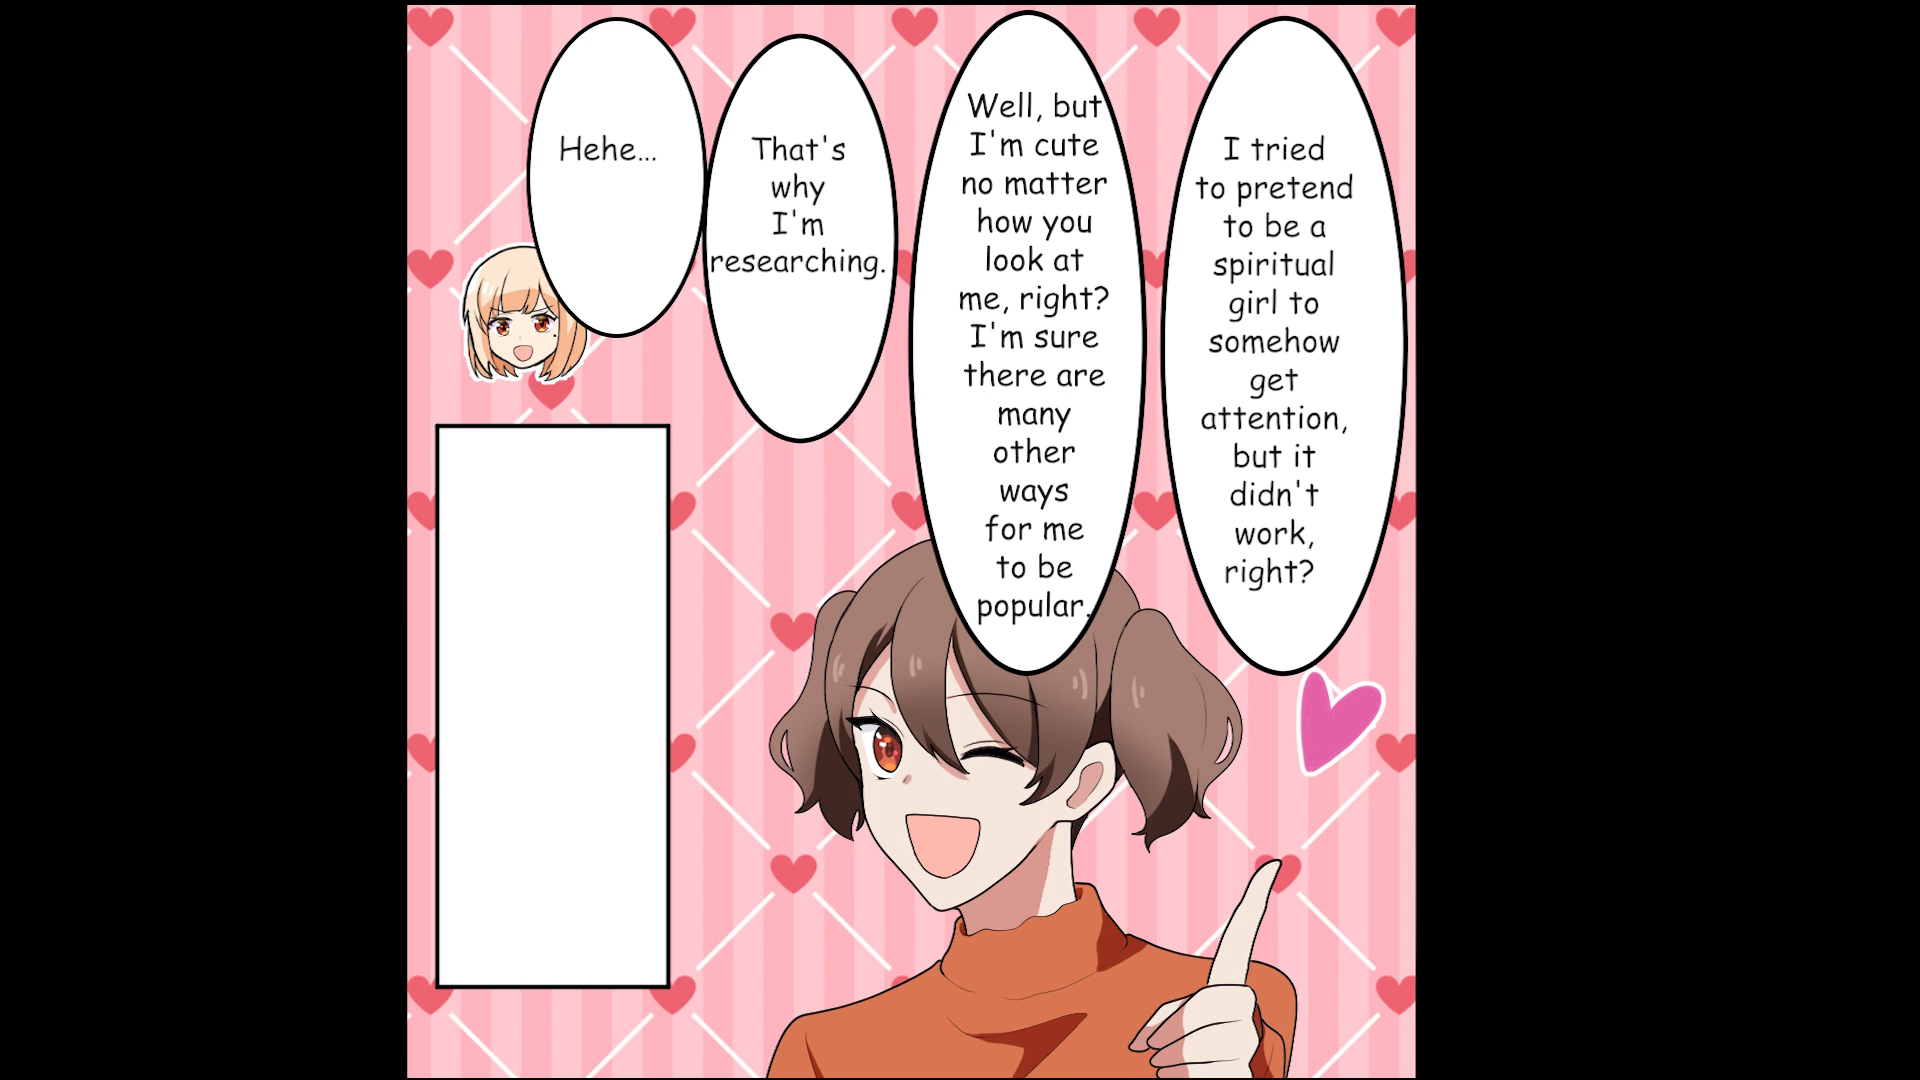 I tried
to pretend
to be a
spiritual
girl to
somehow
get
attention,
but it
didn't
work,
right?
Well, but
I'm cute
no matter
how you
look at
me, right?
I'm sure
there are
many
other
ways
for me
to be
popular.
That's
why
I'm
researching.
Hehe...